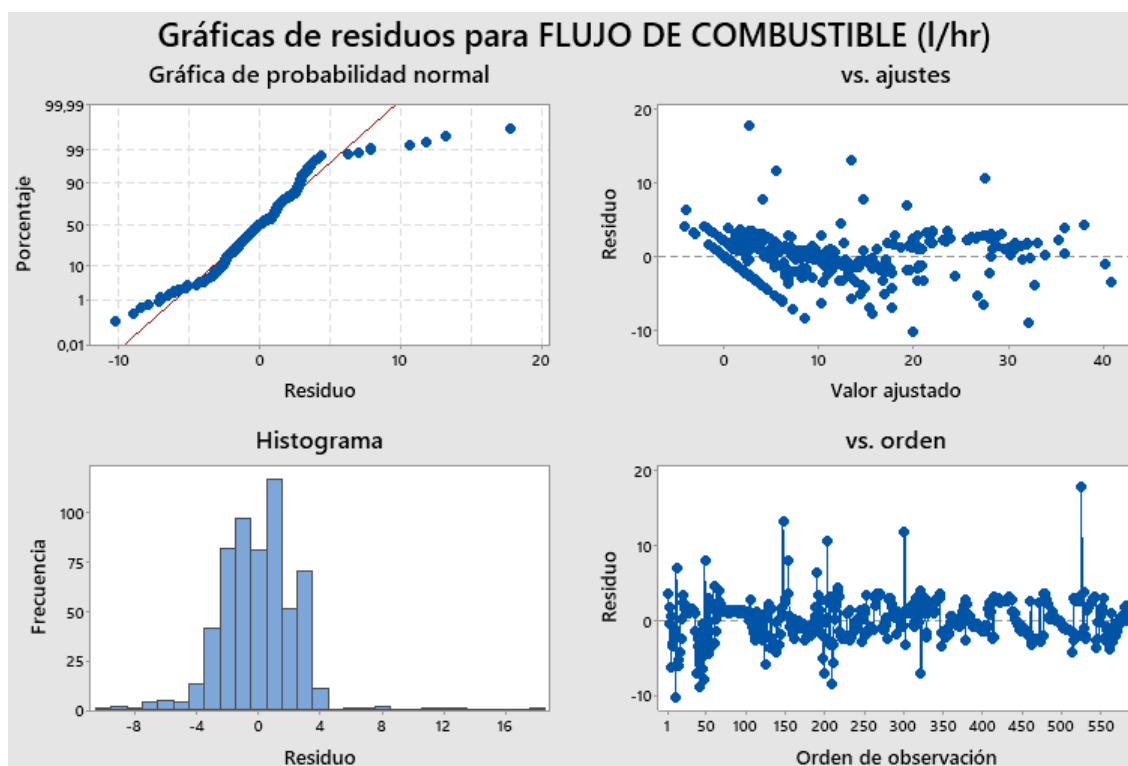 Gráficas de residuos para FLUJO DE COMBUSTIBLE (l/hr)
Gráfica de probabilidad normal
99,99
99
90
50
10
1
0,01
Porcentaje
-10 0 10 20
Residuo
vs. ajustes
20
10
0
-10
Residuo
0 10 20 30 40
Valor ajustado
Histograma
100
75
50
25
0
Frecuencia
-8 -4 0 4 8 12 16
Residuo
vs. orden
20
10
0
-10
Residuo
1 50 100 150 200 250 300 350 400 450 500 550
Orden de observación